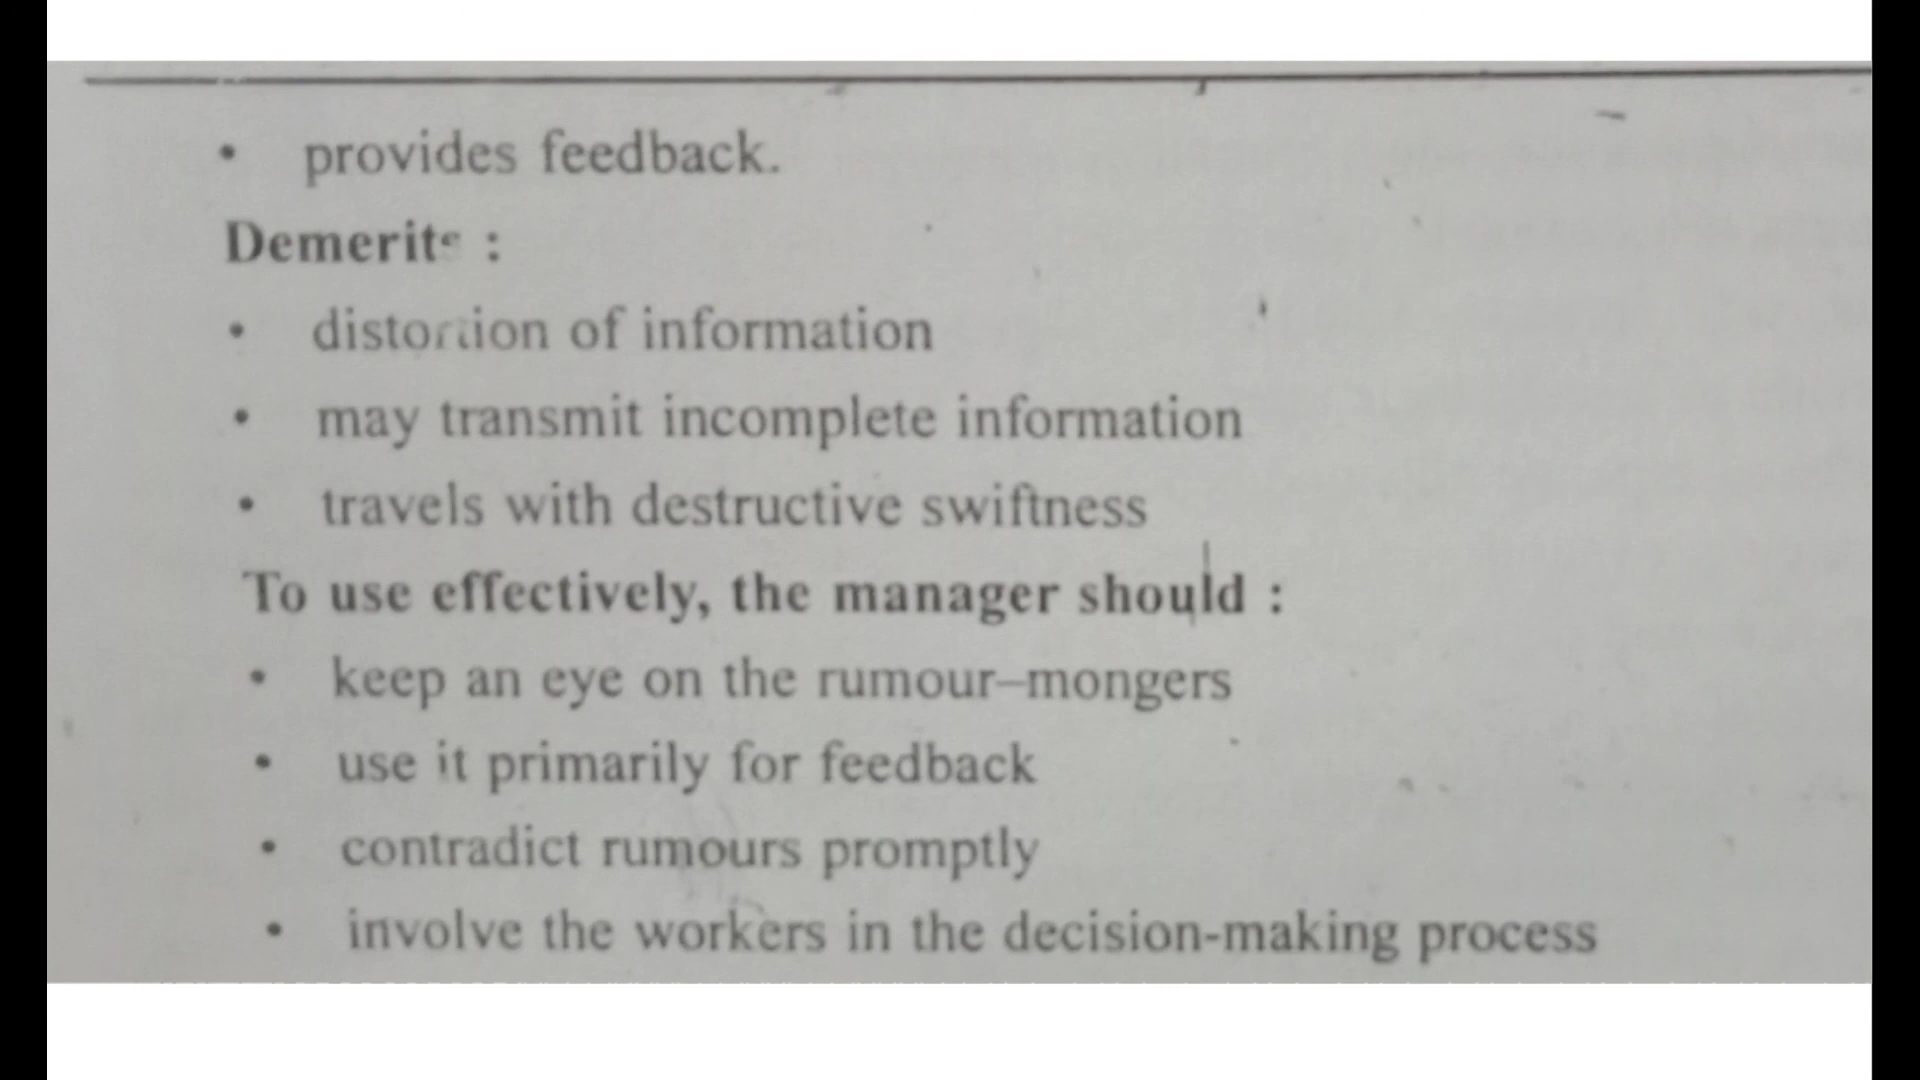 • provides feedback.
Demerits :
• distortion of information
• may transmit incomplete information
• travels with destructive swiftness
To use effectively, the manager should :
• keep an eye on the rumour–mongers
• use it primarily for feedback
• contradict rumours promptly
• involve the workers in the decision-making process